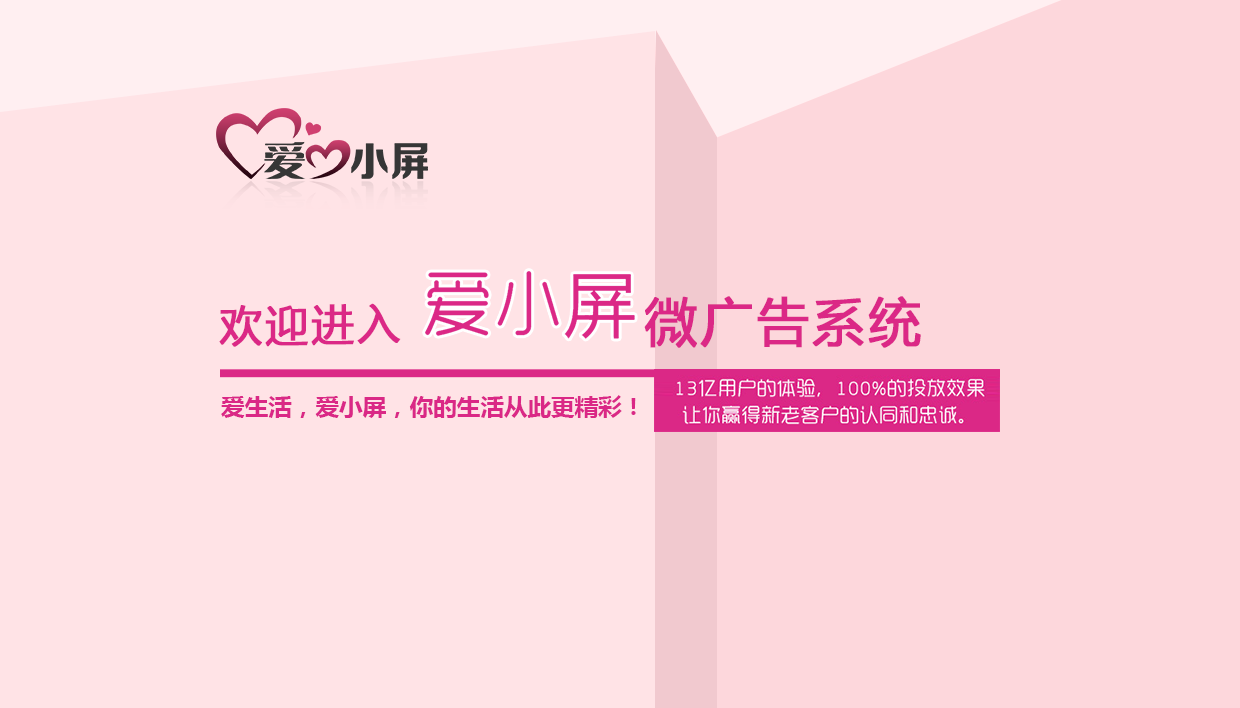 爱小屏
欢迎进入 爱小屏 微广告系统
爱生活，爱小屏，你的生活从此更精彩！
13亿用户的体验，100%的投放效果
让你赢得新老客户的认同和忠诚。